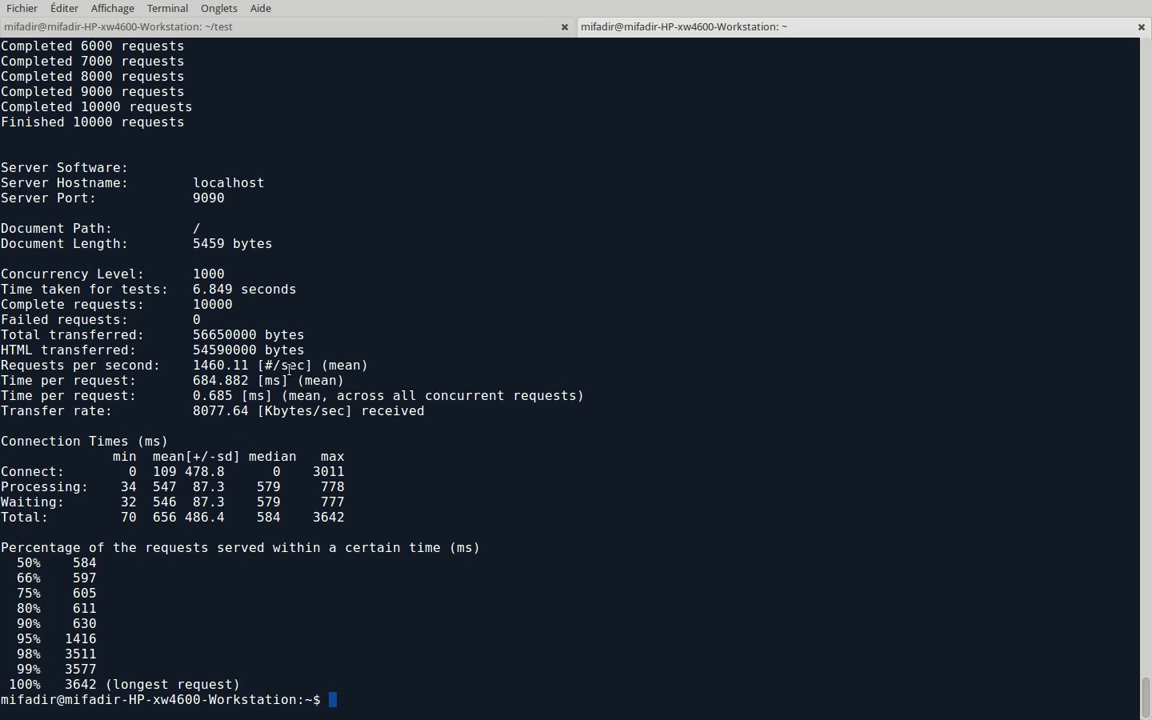 Fichier Éditer Affichage Terminal Onglets Aide
mifadir@mifadir-HP-xw4600-Workstation: ~/test
mifadir@mifadir-HP-xw4600-Workstation: ~
Completed 6000 requests
Completed 7000 requests
Completed 8000 requests
Completed 9000 requests
Completed 10000 requests
Finished 10000 requests
Server Software:
Server Hostname: localhost
Server Port: 9090
Document Path: /
Document Length: 5459 bytes
Concurrency Level: 1000
Time taken for tests: 6.849 seconds
Complete requests: 10000
Failed requests: 0
Total transferred: 56650000 bytes
HTML transferred: 54590000 bytes
Requests per second: 1460.11 [#/sec] (mean)
Time per request: 684.882 [ms] (mean)
Time per request: 0.685 [ms] (mean, across all concurrent requests)
Transfer rate: 8077.64 [Kbytes/sec] received
Connection Times (ms)
min mean[+/-sd] median max
Connect: 0 109 478.8 0 3011
Processing: 34 547 87.3 579 778
Waiting: 32 546 87.3 579 777
Total: 70 656 486.4 584 3642
Percentage of the requests served within a certain time (ms)
50% 584
66% 597
75% 605
80% 611
90% 630
95% 1416
98% 3511
99% 3577
100% 3642 (longest request)
mifadir@mifadir-HP-xw4600-Workstation:~$